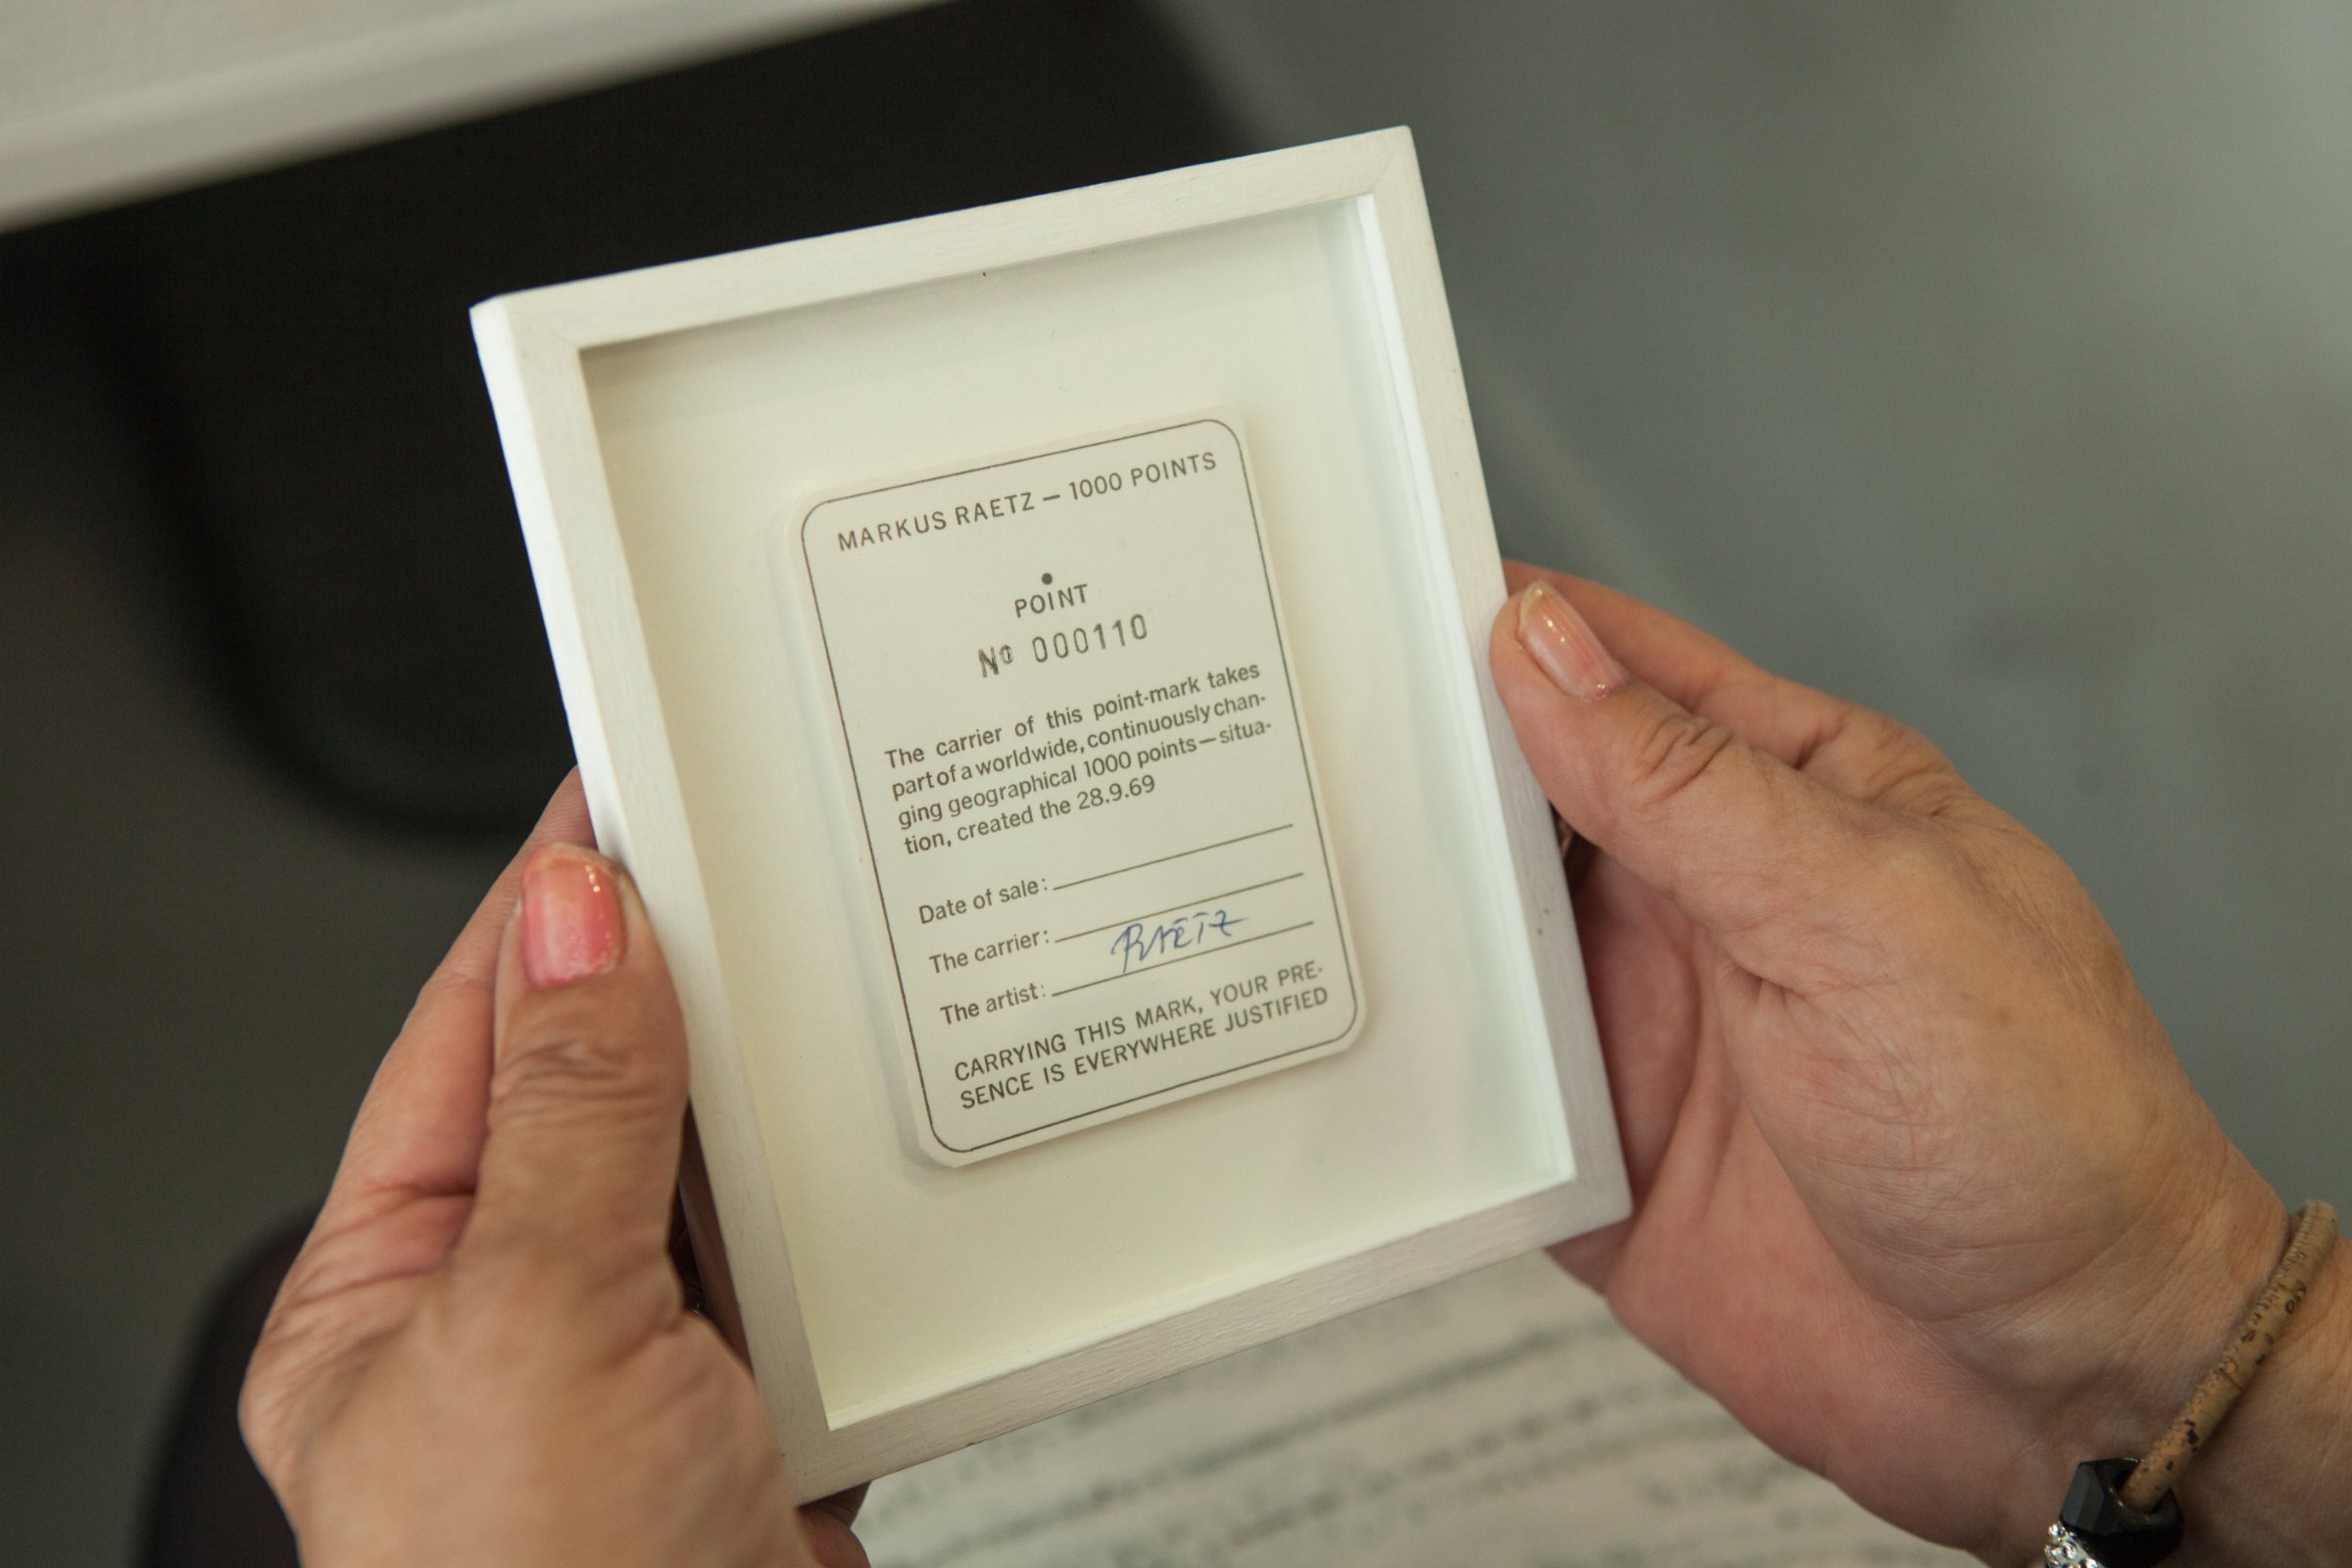 MARKUS RAETZ — 1000 POINTS
POINT
Nº 000110
The carrier of this point-mark takes
part of a worldwide, continuously chan-
ging geographical 1000 points — situa-
tion, created the 28.9.69
Date of sale:
The carrier:
RAETZ
The artist:
CARRYING THIS MARK, YOUR PRE-
SENCE IS EVERYWHERE JUSTIFIED